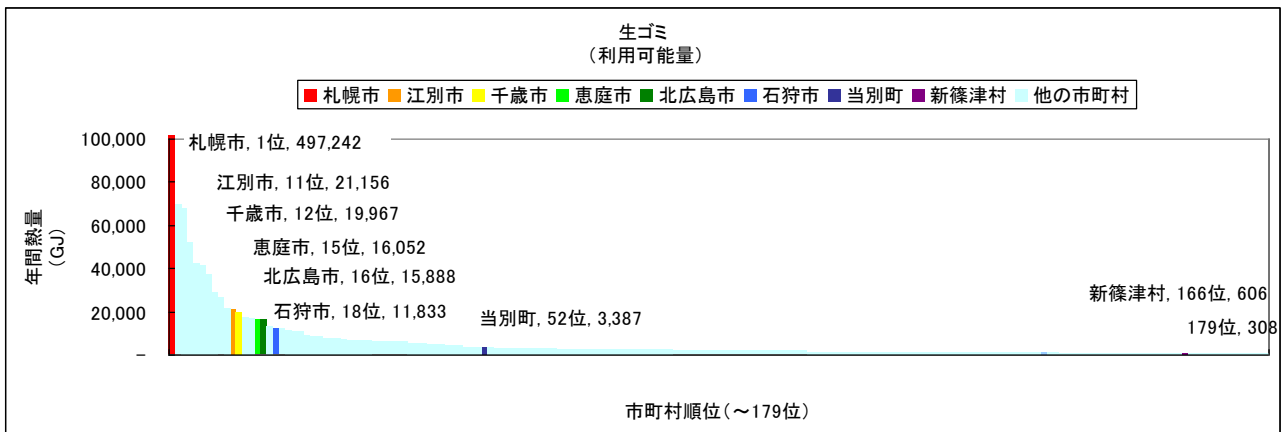 生ゴミ
(利用可能量)
札幌市 江別市 千歳市 恵庭市 北広島市 石狩市 当別町 新篠津村 他の市町村
年間熱量
(GJ)
100,000
80,000
60,000
40,000
20,000
－
札幌市, 1位, 497,242
江別市, 11位, 21,156
千歳市, 12位, 19,967
恵庭市, 15位, 16,052
北広島市, 16位, 15,888
石狩市, 18位, 11,833
当別町, 52位, 3,387
新篠津村, 166位, 606
179位, 308
市町村順位(～179位)